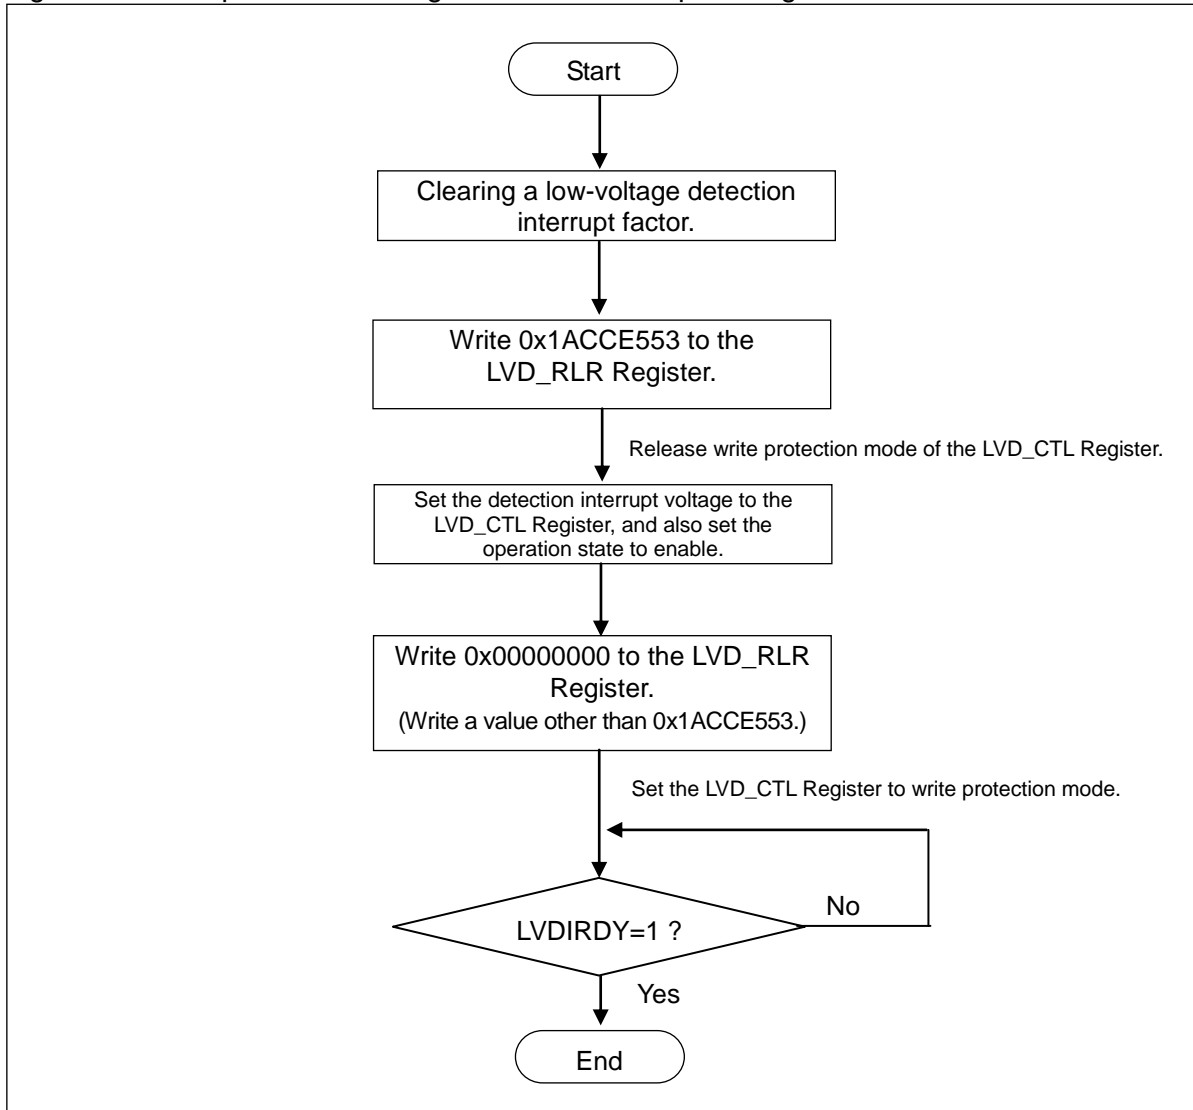 Start
Clearing a low-voltage detection
interrupt factor.
Write 0x1ACCE553 to the
LVD_RLR Register.
Release write protection mode of the LVD_CTL Register.
Set the detection interrupt voltage to the
LVD_CTL Register, and also set the
operation state to enable.
Write 0x00000000 to the LVD_RLR
Register.
(Write a value other than 0x1ACCE553.)
Set the LVD_CTL Register to write protection mode.
No
LVDIRDY=1 ?
Yes
End